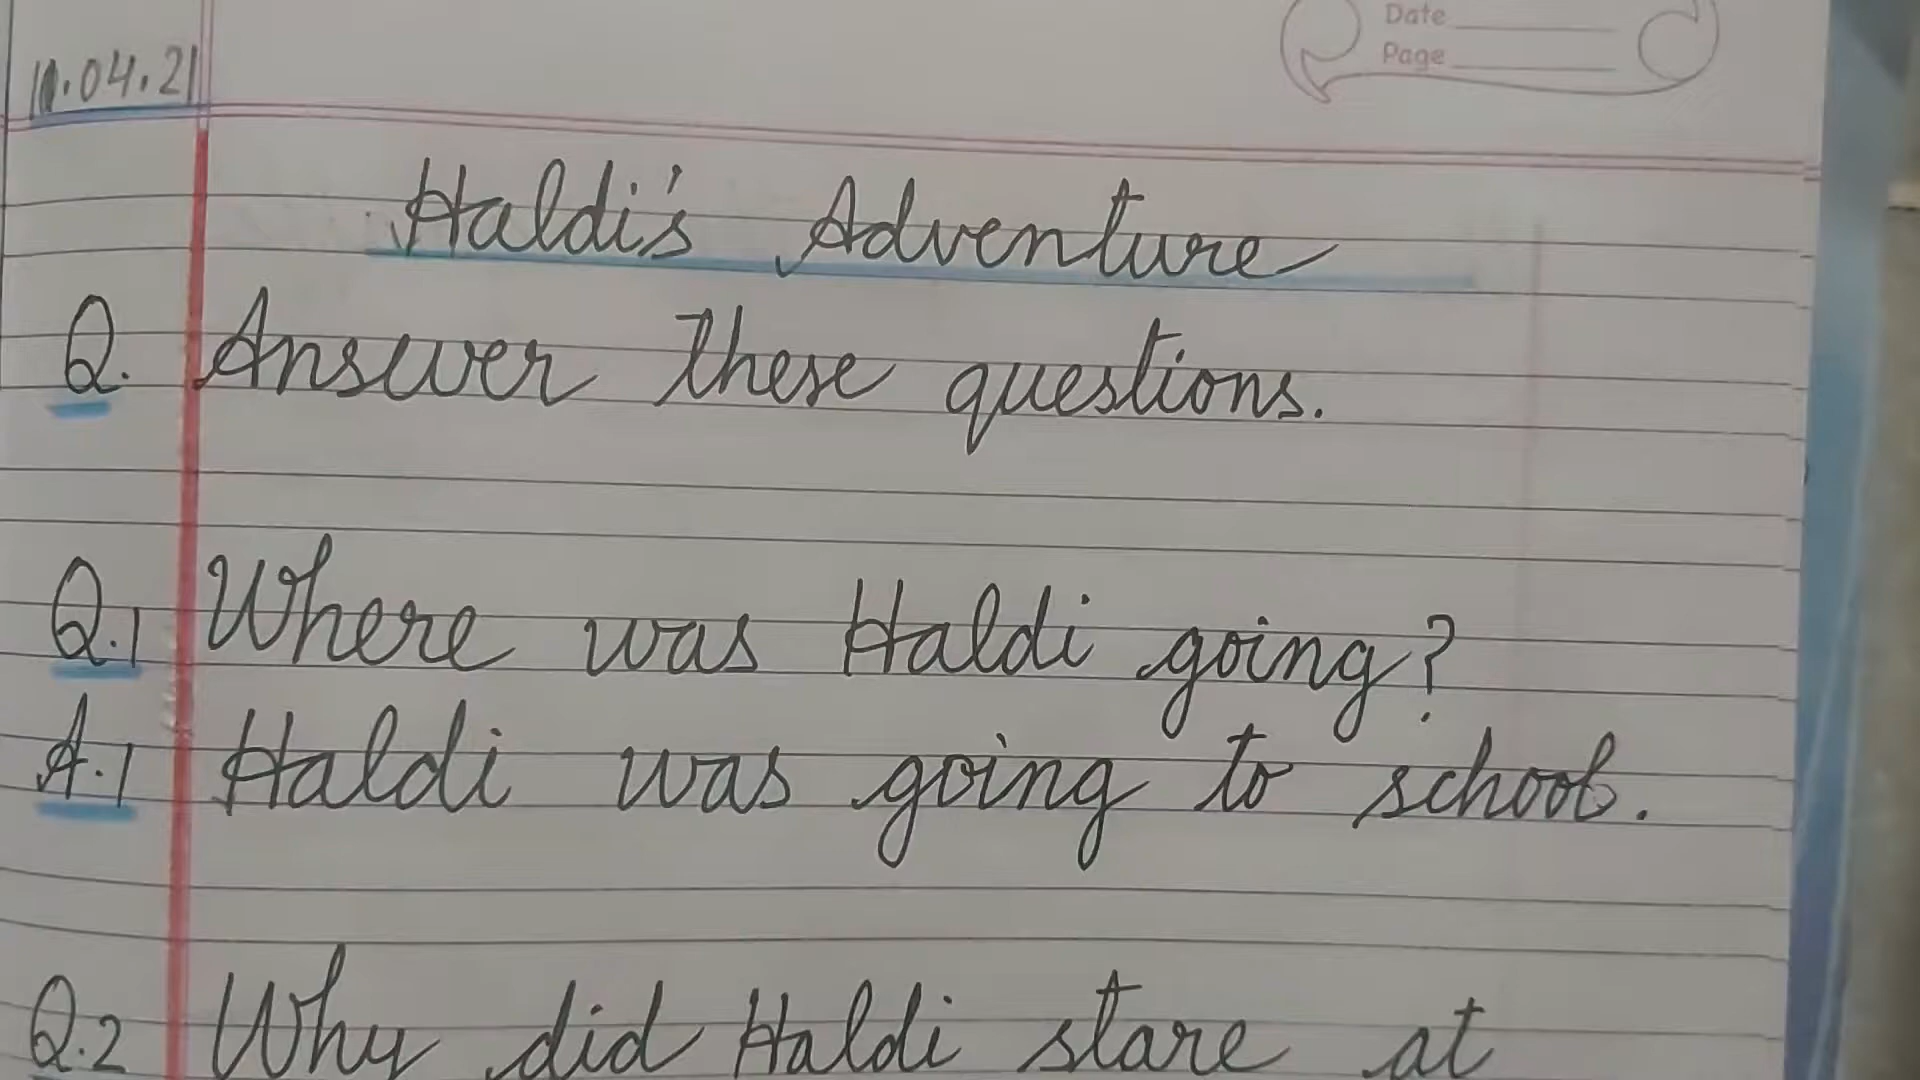 Date
Page
11.04.21
Haldi's Adventure
Q. Answer these questions.
Q.1 Where was Haldi going?
A.1 Haldi was going to school.
Q.2 Why did Haldi stare at